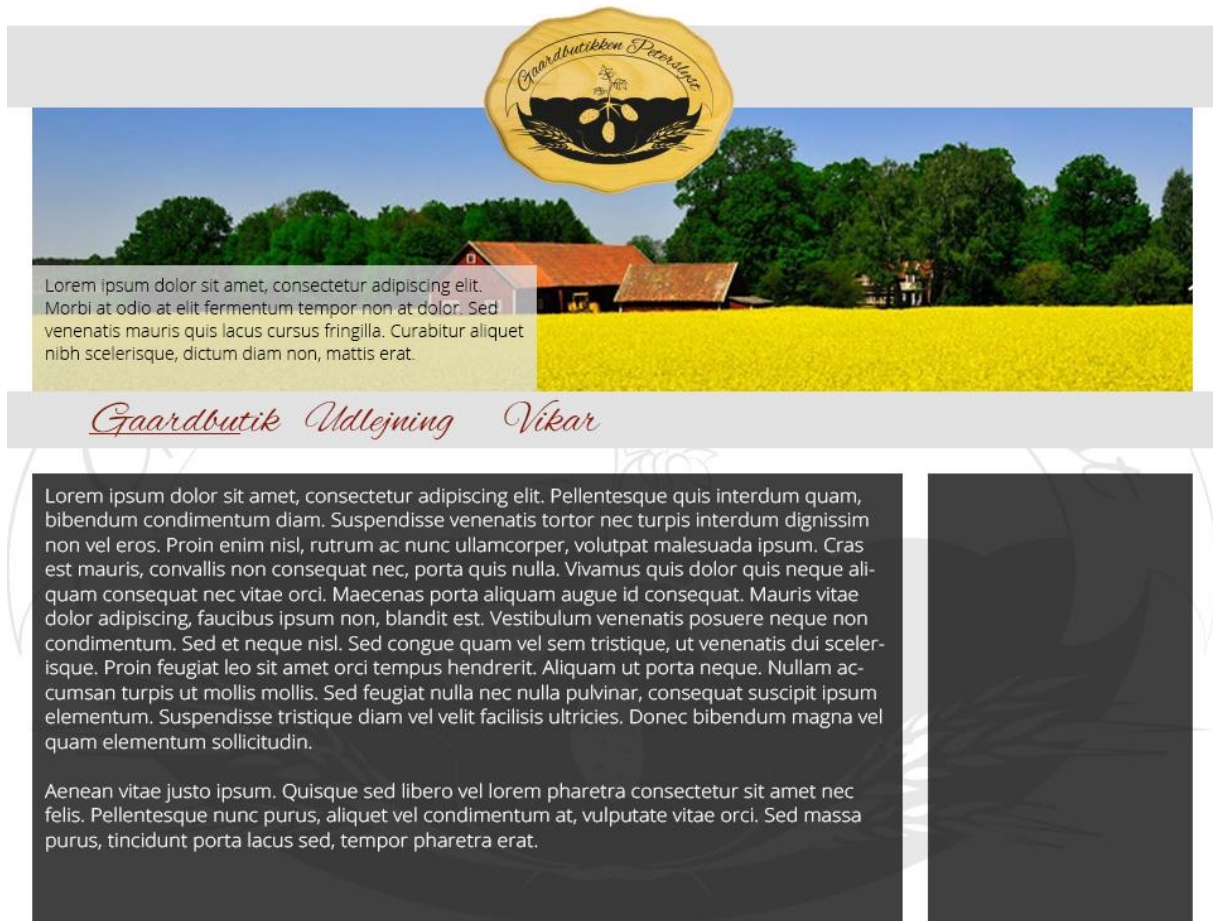 Gaardbutikken Peterslyst
Lorem ipsum dolor sit amet, consectetur adipiscing elit.
Morbi at odio at elit fermentum tempor non at dolor. Sed
venenatis mauris quis lacus cursus fringilla. Curabitur aliquet
nibh scelerisque, dictum diam non, mattis erat.
Gaardbutik Udlejning Vikar
Lorem ipsum dolor sit amet, consectetur adipiscing elit. Pellentesque quis interdum quam,
bibendum condimentum diam. Suspendisse venenatis tortor nec turpis interdum dignissim
non vel eros. Proin enim nisl, rutrum ac nunc ullamcorper, volutpat malesuada ipsum. Cras
est mauris, convallis non consequat nec, porta quis nulla. Vivamus quis dolor quis neque ali-
quam consequat nec vitae orci. Maecenas porta aliquam augue id consequat. Mauris vitae
dolor adipiscing, faucibus ipsum non, blandit est. Vestibulum venenatis posuere neque non
condimentum. Sed et neque nisl. Sed congue quam vel sem tristique, ut venenatis dui sceler-
isque. Proin feugiat leo sit amet orci tempus hendrerit. Aliquam ut porta neque. Nullam ac-
cumsan turpis ut mollis mollis. Sed feugiat nulla nec nulla pulvinar, consequat suscipit ipsum
elementum. Suspendisse tristique diam vel velit facilisis ultricies. Donec bibendum magna vel
quam elementum sollicitudin.
Aenean vitae justo ipsum. Quisque sed libero vel lorem pharetra consectetur sit amet nec
felis. Pellentesque nunc purus, aliquet vel condimentum at, vulputate vitae orci. Sed massa
purus, tincidunt porta lacus sed, tempor pharetra erat.